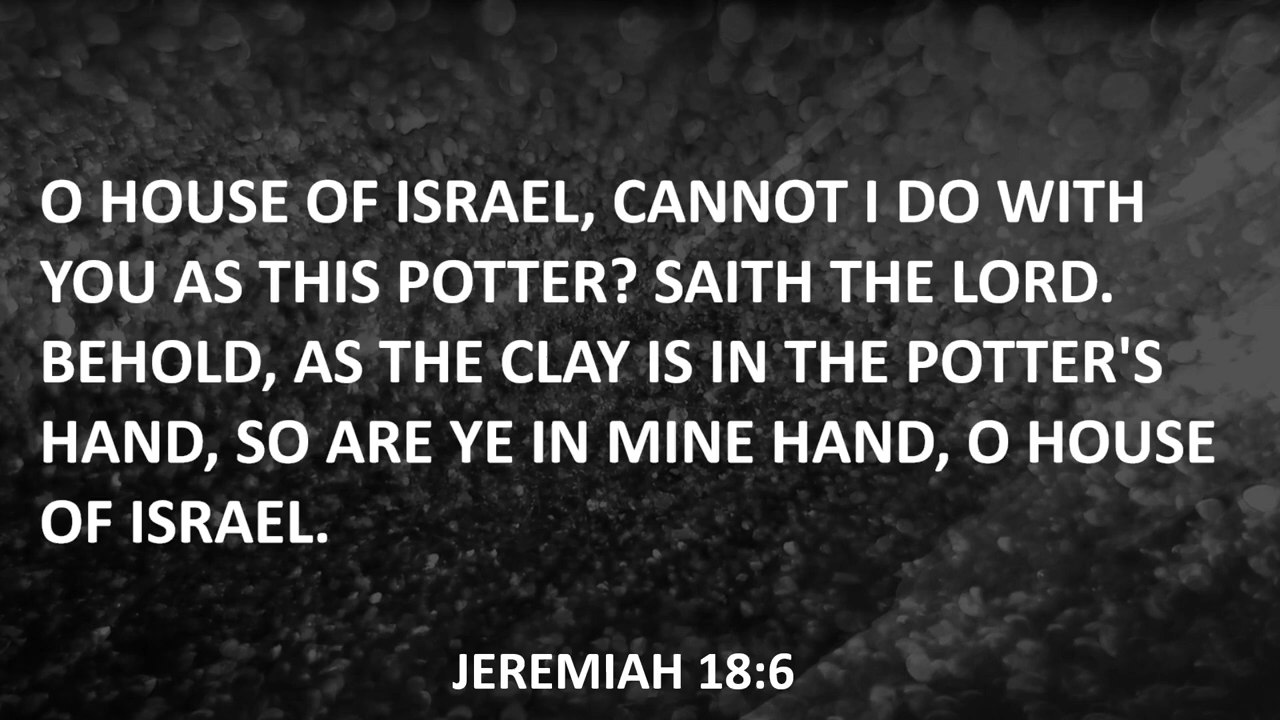 O HOUSE OF ISRAEL, CANNOT I DO WITH
YOU AS THIS POTTER? SAITH THE LORD.
BEHOLD, AS THE CLAY IS IN THE POTTER'S
HAND, SO ARE YE IN MINE HAND, O HOUSE
OF ISRAEL.
JEREMIAH 18:6